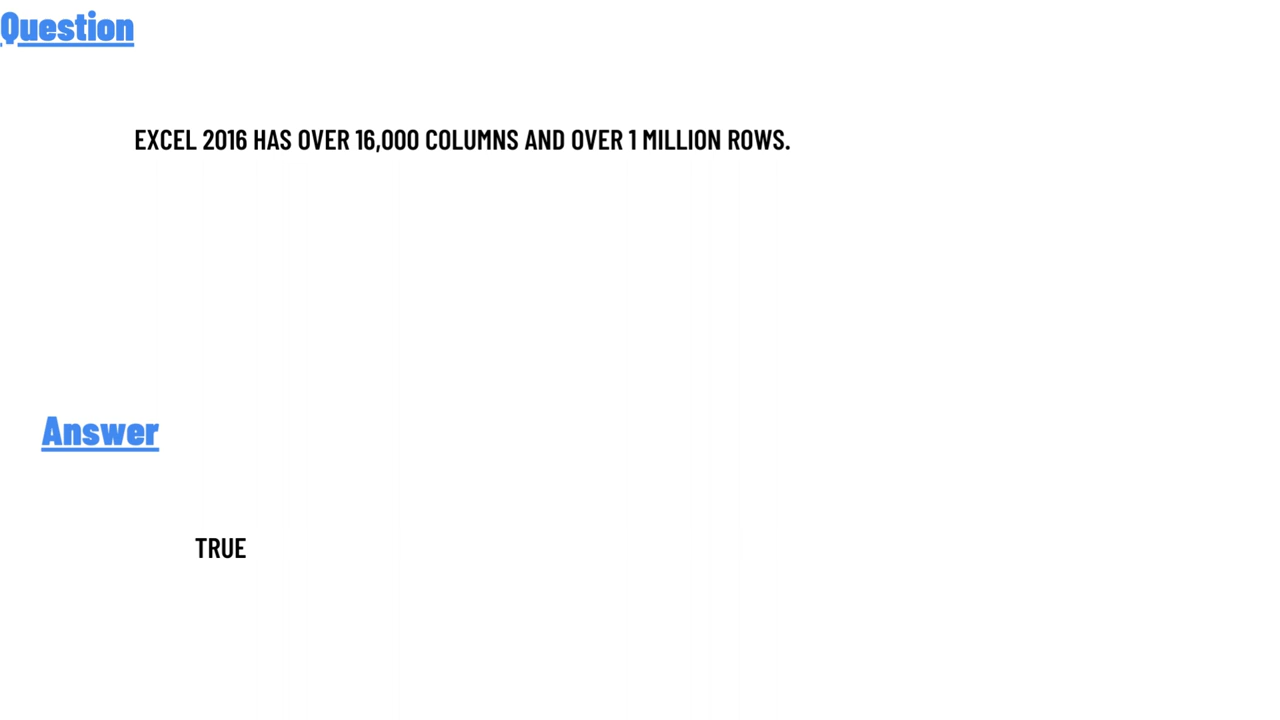 Question
EXCEL 2016 HAS OVER 16,000 COLUMNS AND OVER 1 MILLION ROWS.
Answer
TRUE